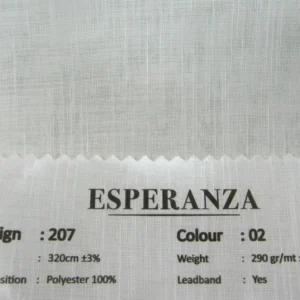 ESPERANZA
ign : 207 Colour : 02
: 320cm ±3% Weight : 290 gr/mt ±
sition : Polyester 100% Leadband : Yes